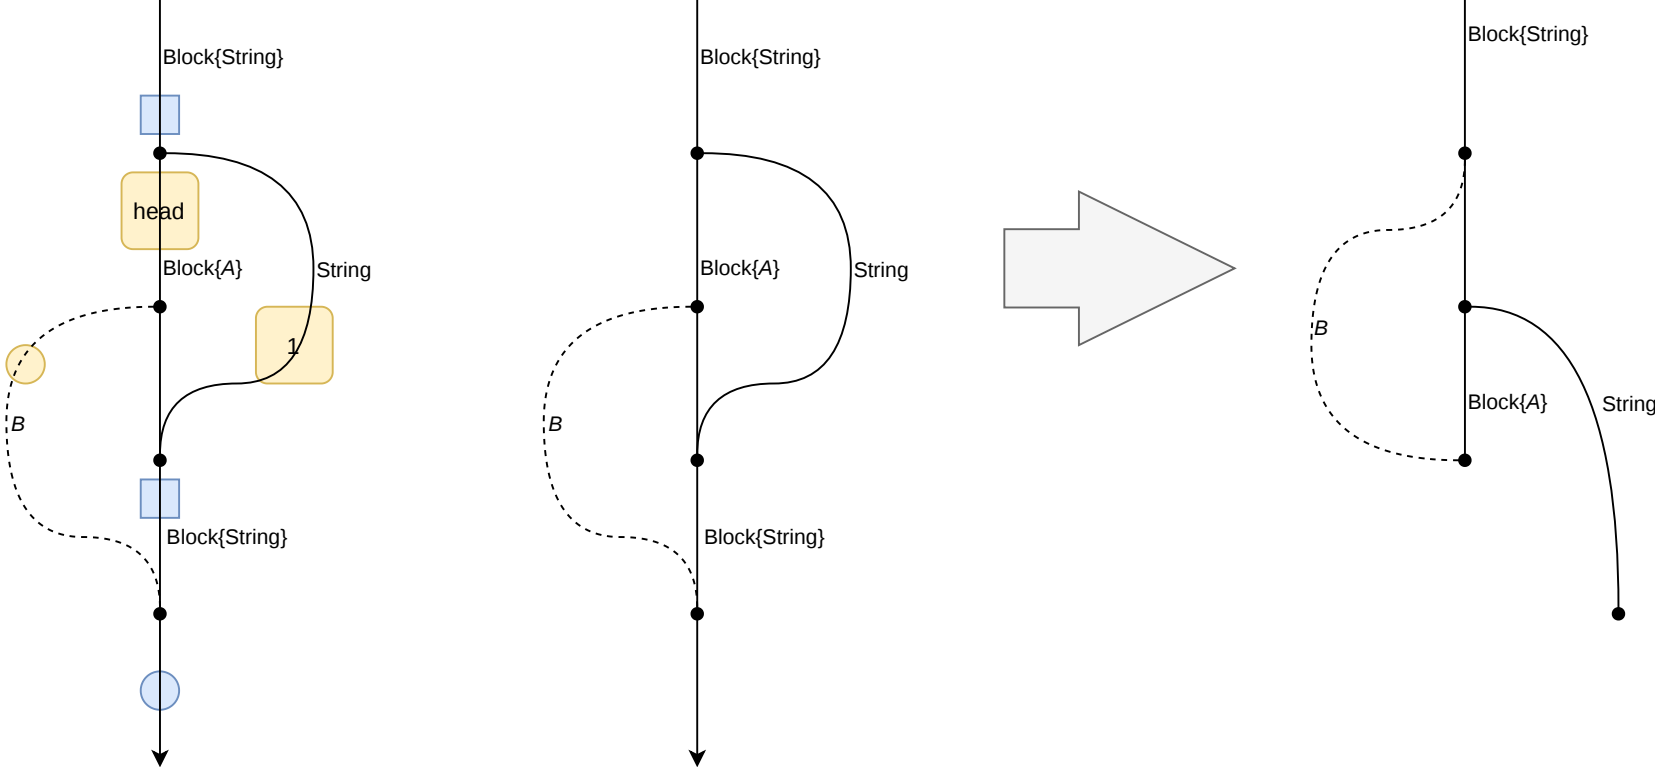 Block{String}
head
Block{A}
String
1
B
Block{String}
Block{String}
Block{A}
String
B
Block{String}
Block{String}
B
Block{A}
String